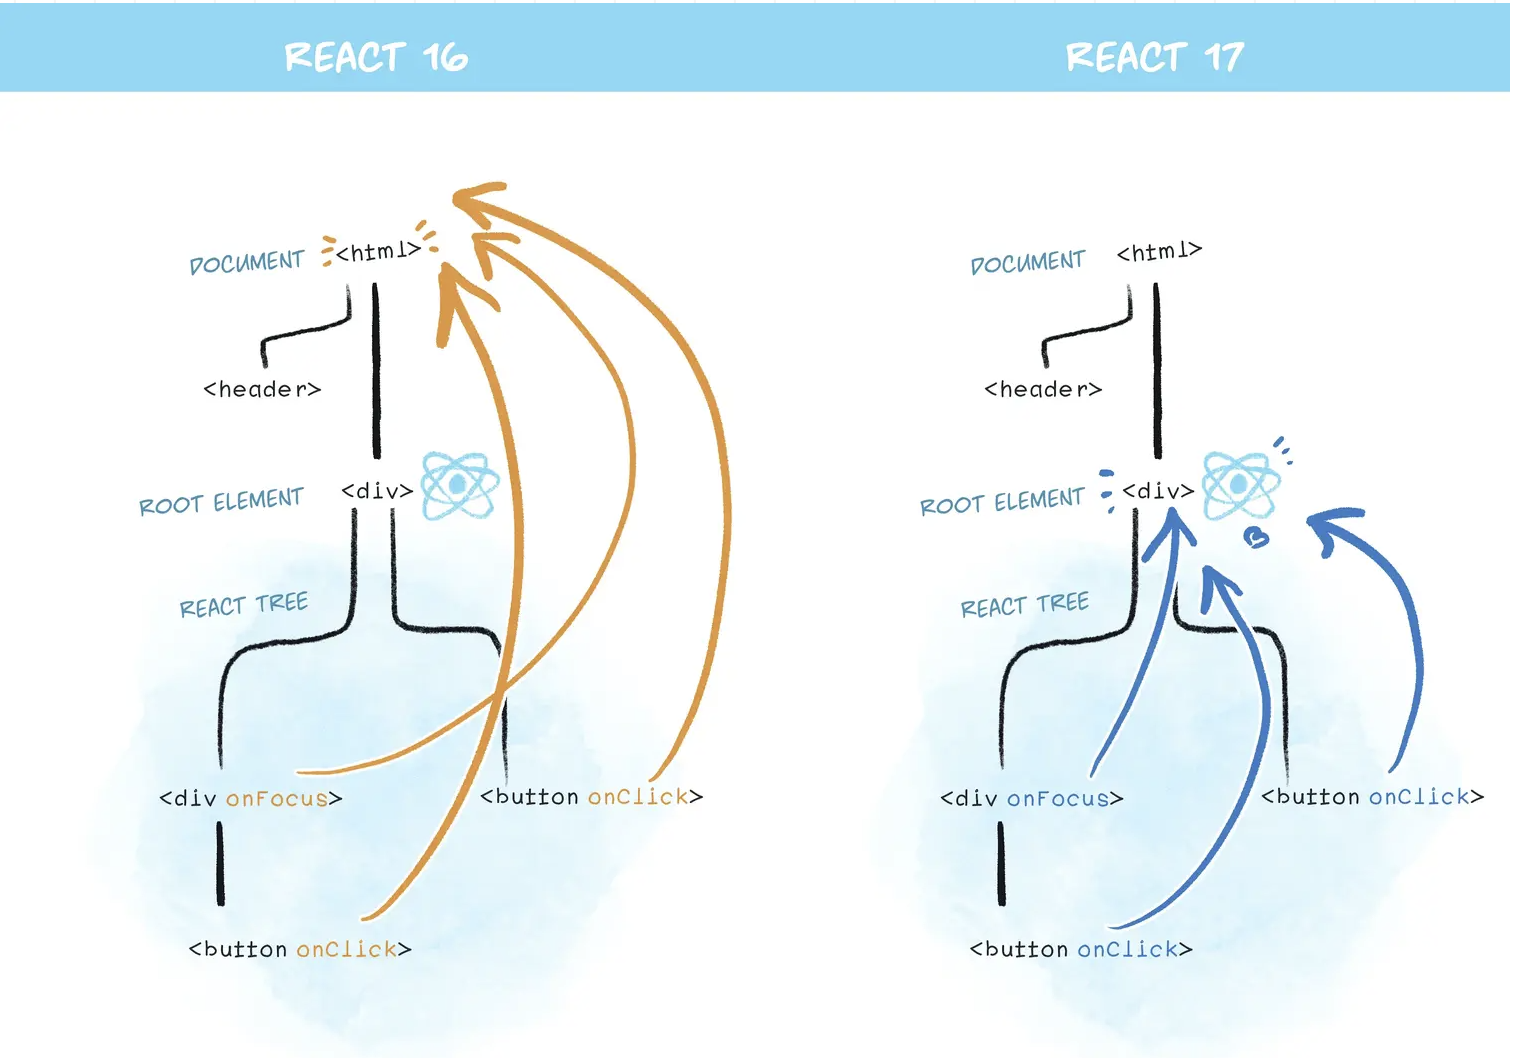 REACT 16
DOCUMENT <html>
<header>
ROOT ELEMENT <div>
REACT TREE
<div onFocus>
<button onClick>
<button onClick>
REACT 17
DOCUMENT <html>
<header>
ROOT ELEMENT <div>
REACT TREE
<div onFocus>
<button onClick>
<button onClick>